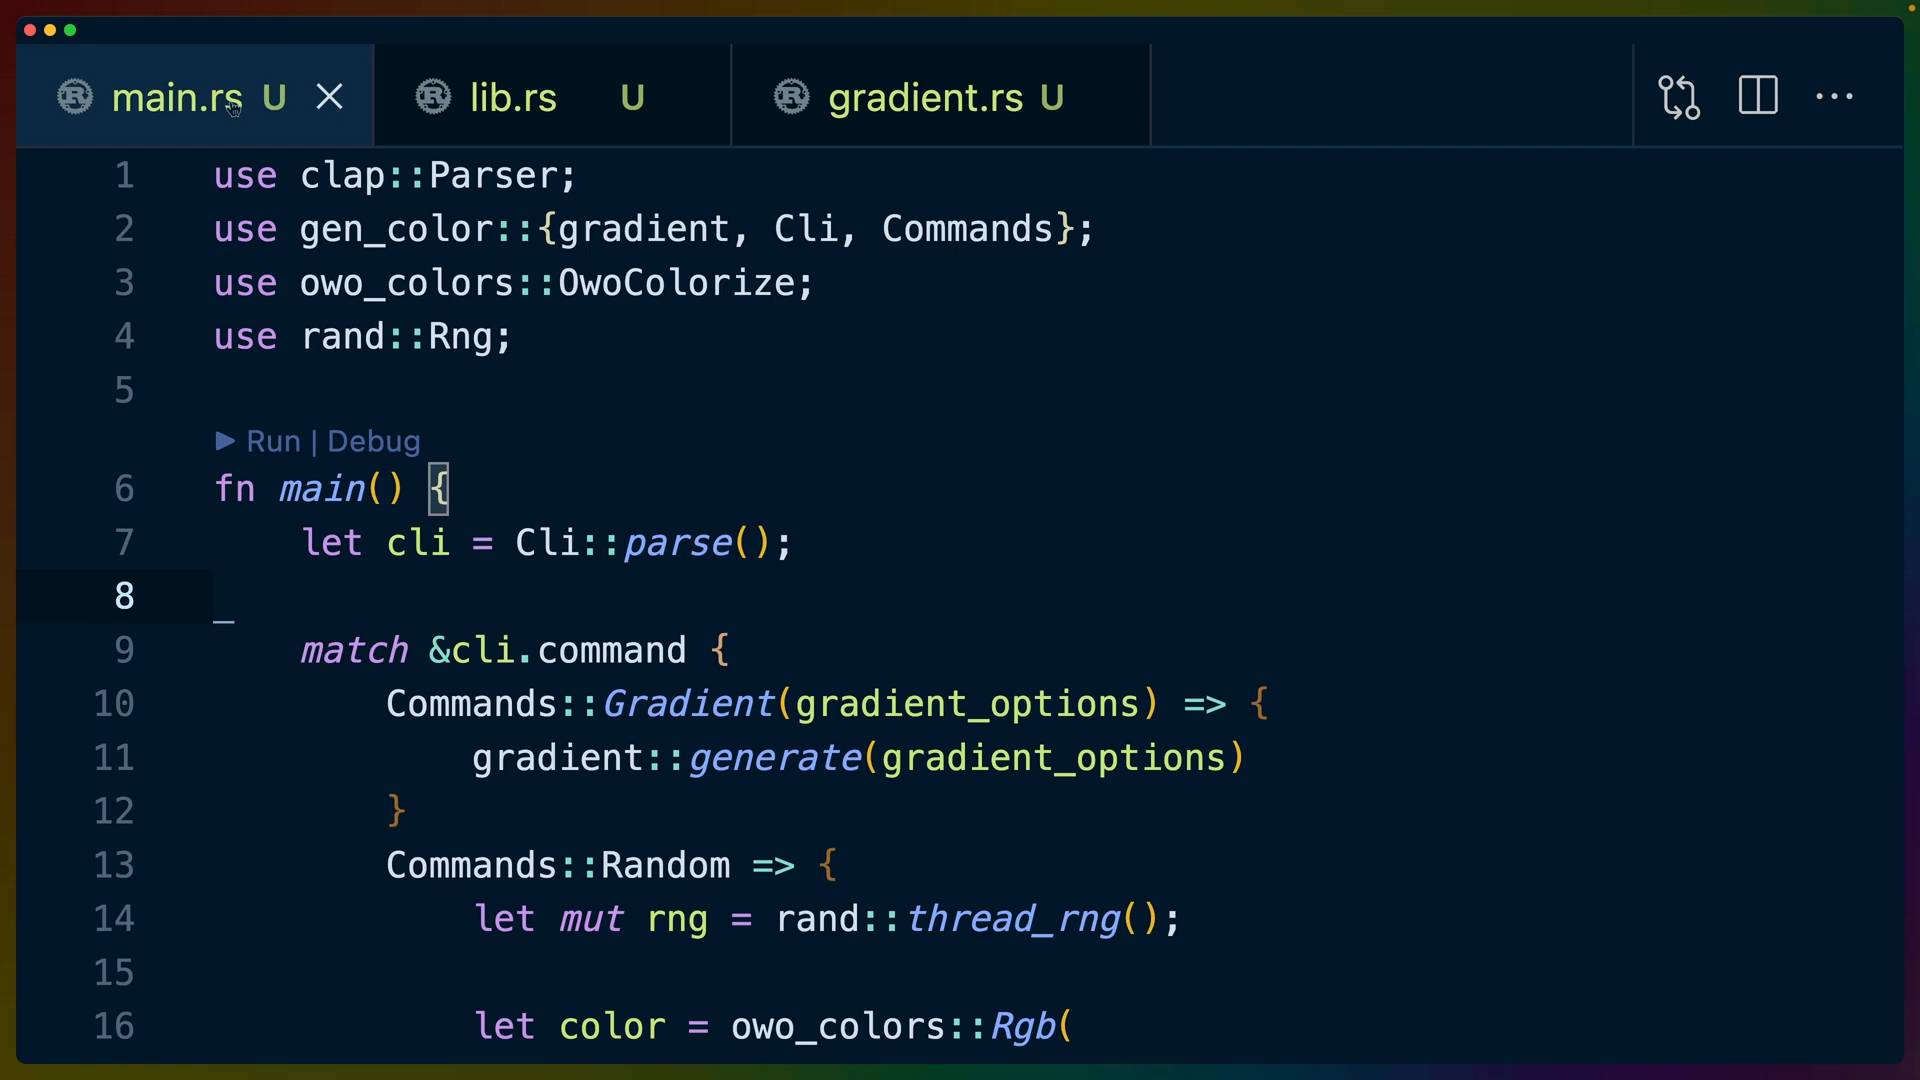 main.rs U
lib.rs U
gradient.rs U
1 use clap::Parser;
2 use gen_color::{gradient, Cli, Commands};
3 use owo_colors::OwoColorize;
4 use rand::Rng;
5
Run | Debug
6 fn main() {
7 let cli = Cli::parse();
8
9 match &cli.command {
10 Commands::Gradient(gradient_options) => {
11 gradient::generate(gradient_options)
12 }
13 Commands::Random => {
14 let mut rng = rand::thread_rng();
15
16 let color = owo_colors::Rgb(